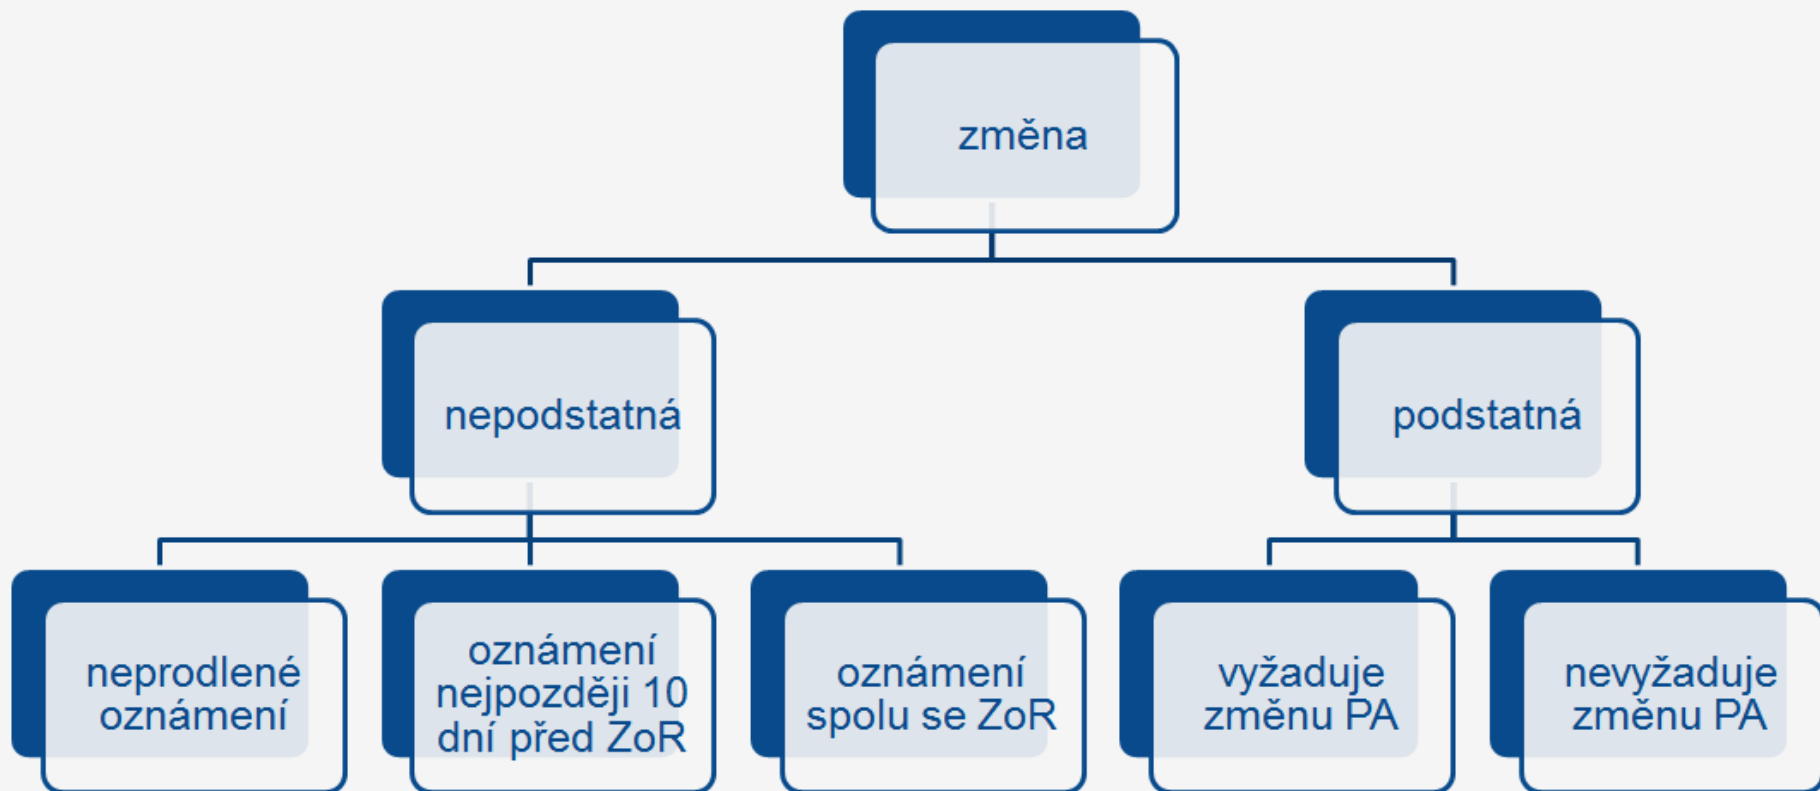 změna
nepodstatná
podstatná
neprodlené
oznámení
oznámení
nejpozději 10
dní před ZoR
oznámení
spolu se ZoR
vyžaduje
změnu PA
nevyžaduje
změnu PA